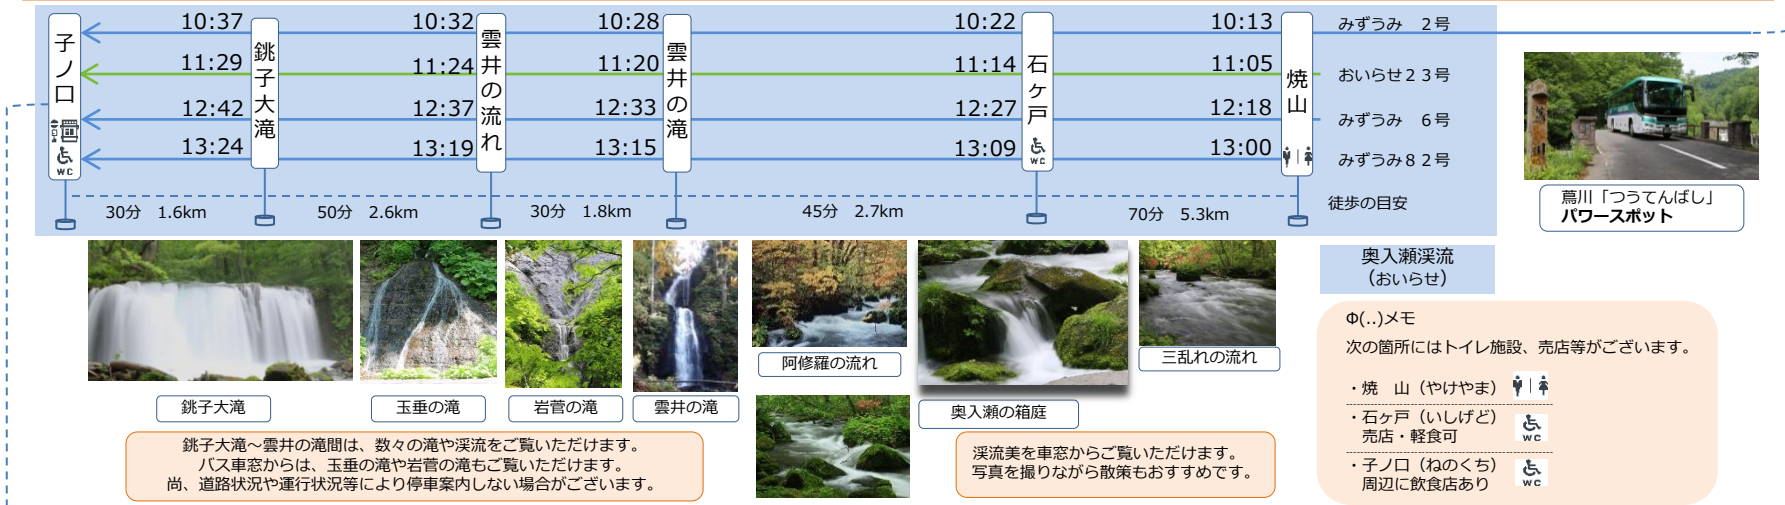 子ノ口
WC
銚子大滝
雲井の流れ
雲井の滝
石ヶ戸
WC
焼山
10:37 10:32 10:28 10:22 10:13 みずうみ 2号
11:29 11:24 11:20 11:14 11:05 おいらせ23号
12:42 12:37 12:33 12:27 12:18 みずうみ 6号
13:24 13:19 13:15 13:09 13:00 みずうみ82号
30分 1.6km 50分 2.6km 30分 1.8km 45分 2.7km 70分 5.3km 徒歩の目安
蔦川「つうてんばし」
パワースポット
奥入瀬渓流
(おいらせ)
銚子大滝
玉垂の滝
岩菅の滝
雲井の滝
阿修羅の流れ
奥入瀬の箱庭
三乱れの流れ
銚子大滝～雲井の滝間は、数々の滝や渓流をご覧いただけます。
バス車窓からは、玉垂の滝や岩菅の滝もご覧いただけます。
尚、道路状況や運行状況等により停車案内しない場合がございます。
渓流美を車窓からご覧いただけます。
写真を撮りながら散策もおすすめです。
Φ(..)メモ
次の箇所にはトイレ施設、売店等がございます。
・焼 山（やけやま）
・石ヶ戸（いしげど）
売店・軽食可
WC
・子ノ口（ねのくち）
周辺に飲食店あり
WC